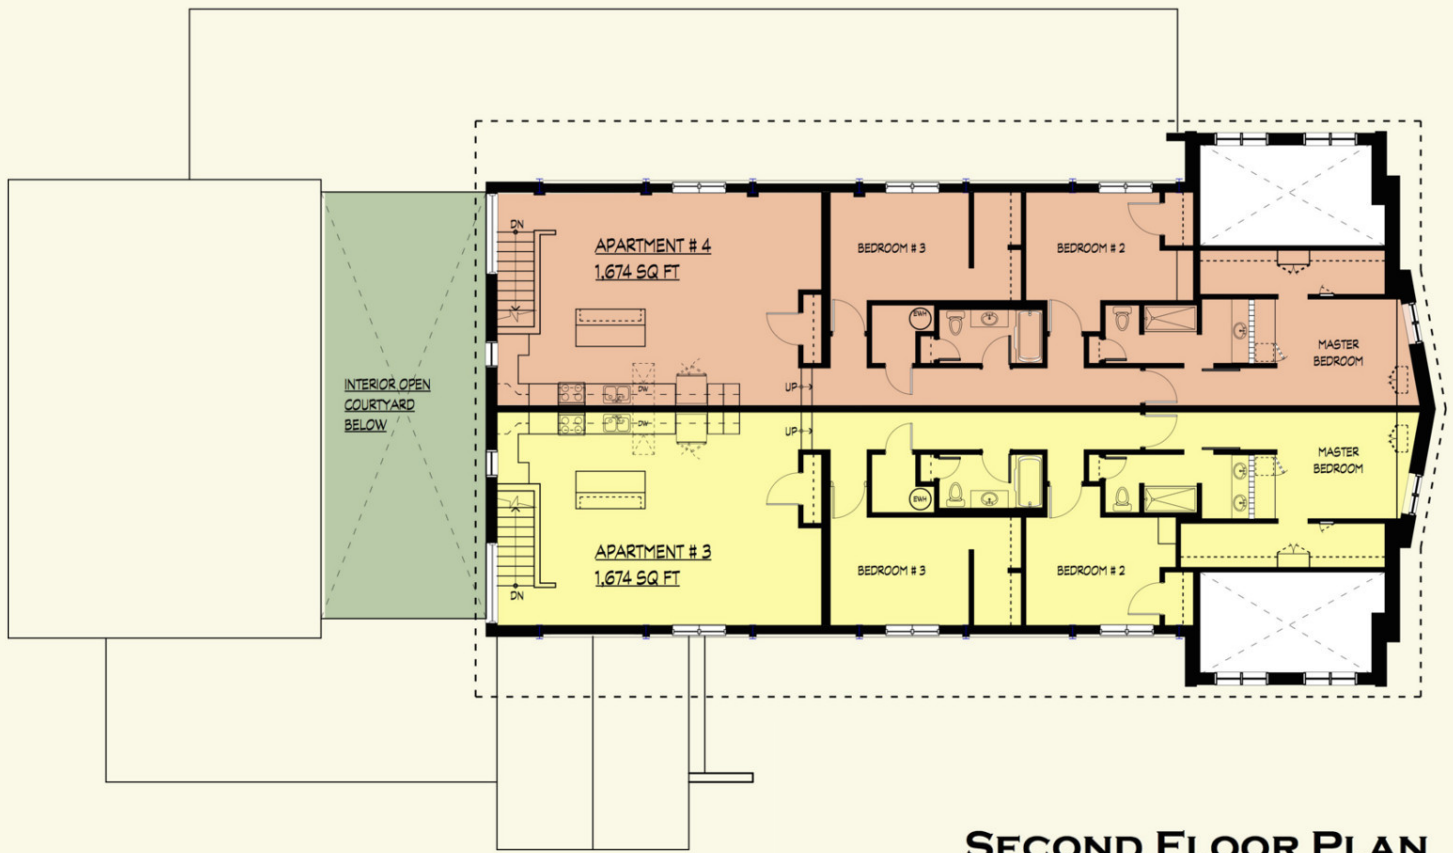 DN
APARTMENT # 4
1,674 SQ FT
BEDROOM # 3
BEDROOM # 2
EWH
MASTER
BEDROOM
INTERIOR OPEN
COURTYARD
BELOW
DW
UP
DW
UP
MASTER
BEDROOM
EWH
APARTMENT # 3
1,674 SQ FT
BEDROOM # 3
BEDROOM # 2
DN
SECOND FLOOR PLAN